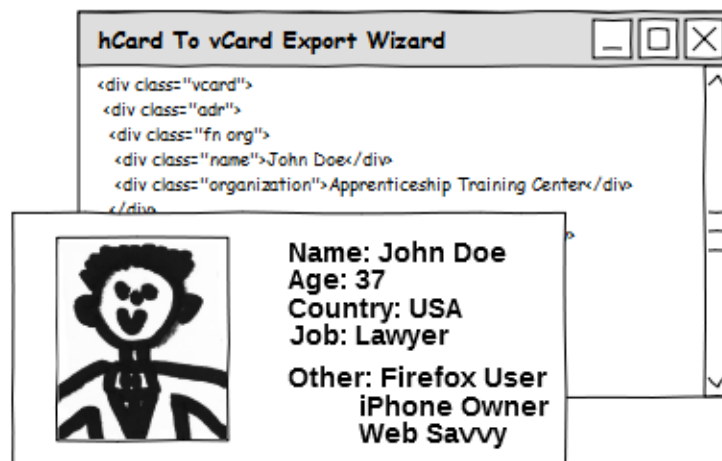 hCard To vCard Export Wizard
<div class="vcard">
<div class="adr">
<div class="fn org">
<div class="name">John Doe</div>
<div class="organization">Apprenticeship Training Center</div>
</div>
Name: John Doe
Age: 37
Country: USA
Job: Lawyer
Other: Firefox User
iPhone Owner
Web Savvy